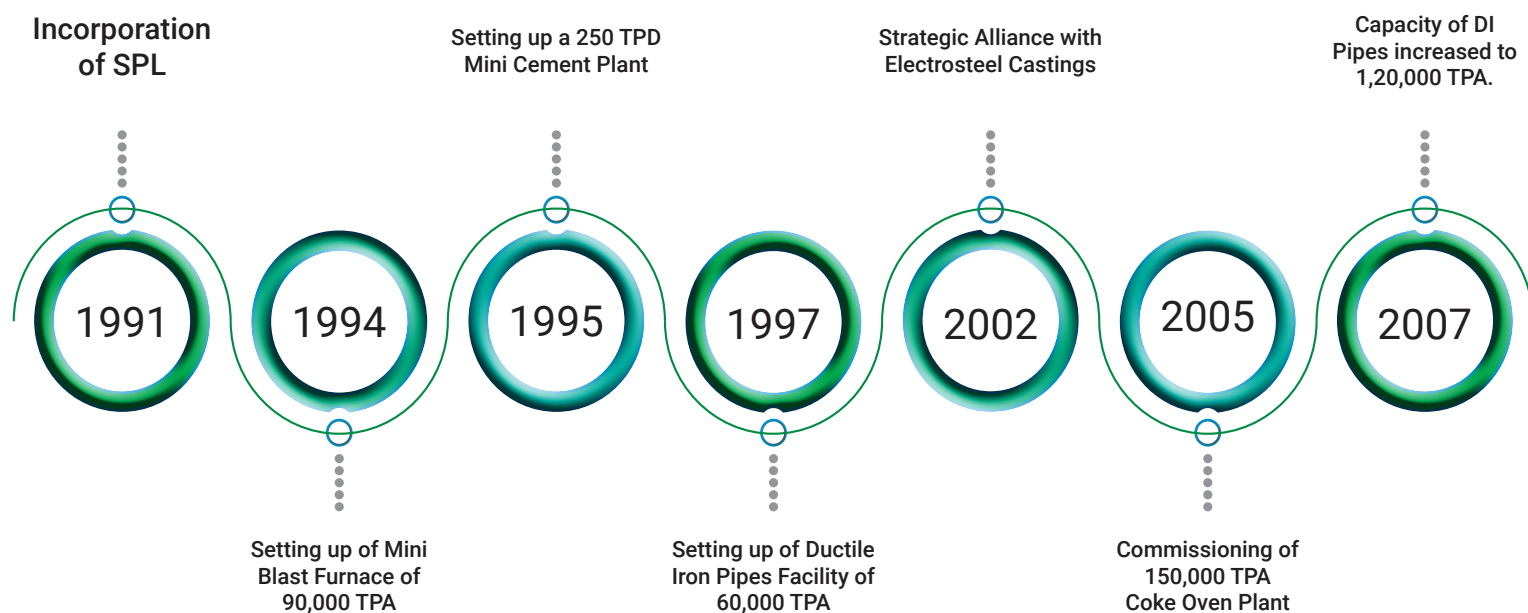 Incorporation
of SPL
1991
Setting up of Mini
Blast Furnace of
90,000 TPA
1994
Setting up a 250 TPD
Mini Cement Plant
1995
Setting up of Ductile
Iron Pipes Facility of
60,000 TPA
1997
Strategic Alliance with
Electrosteel Castings
2002
Commissioning of
150,000 TPA
Coke Oven Plant
2005
Capacity of DI
Pipes increased to
1,20,000 TPA.
2007